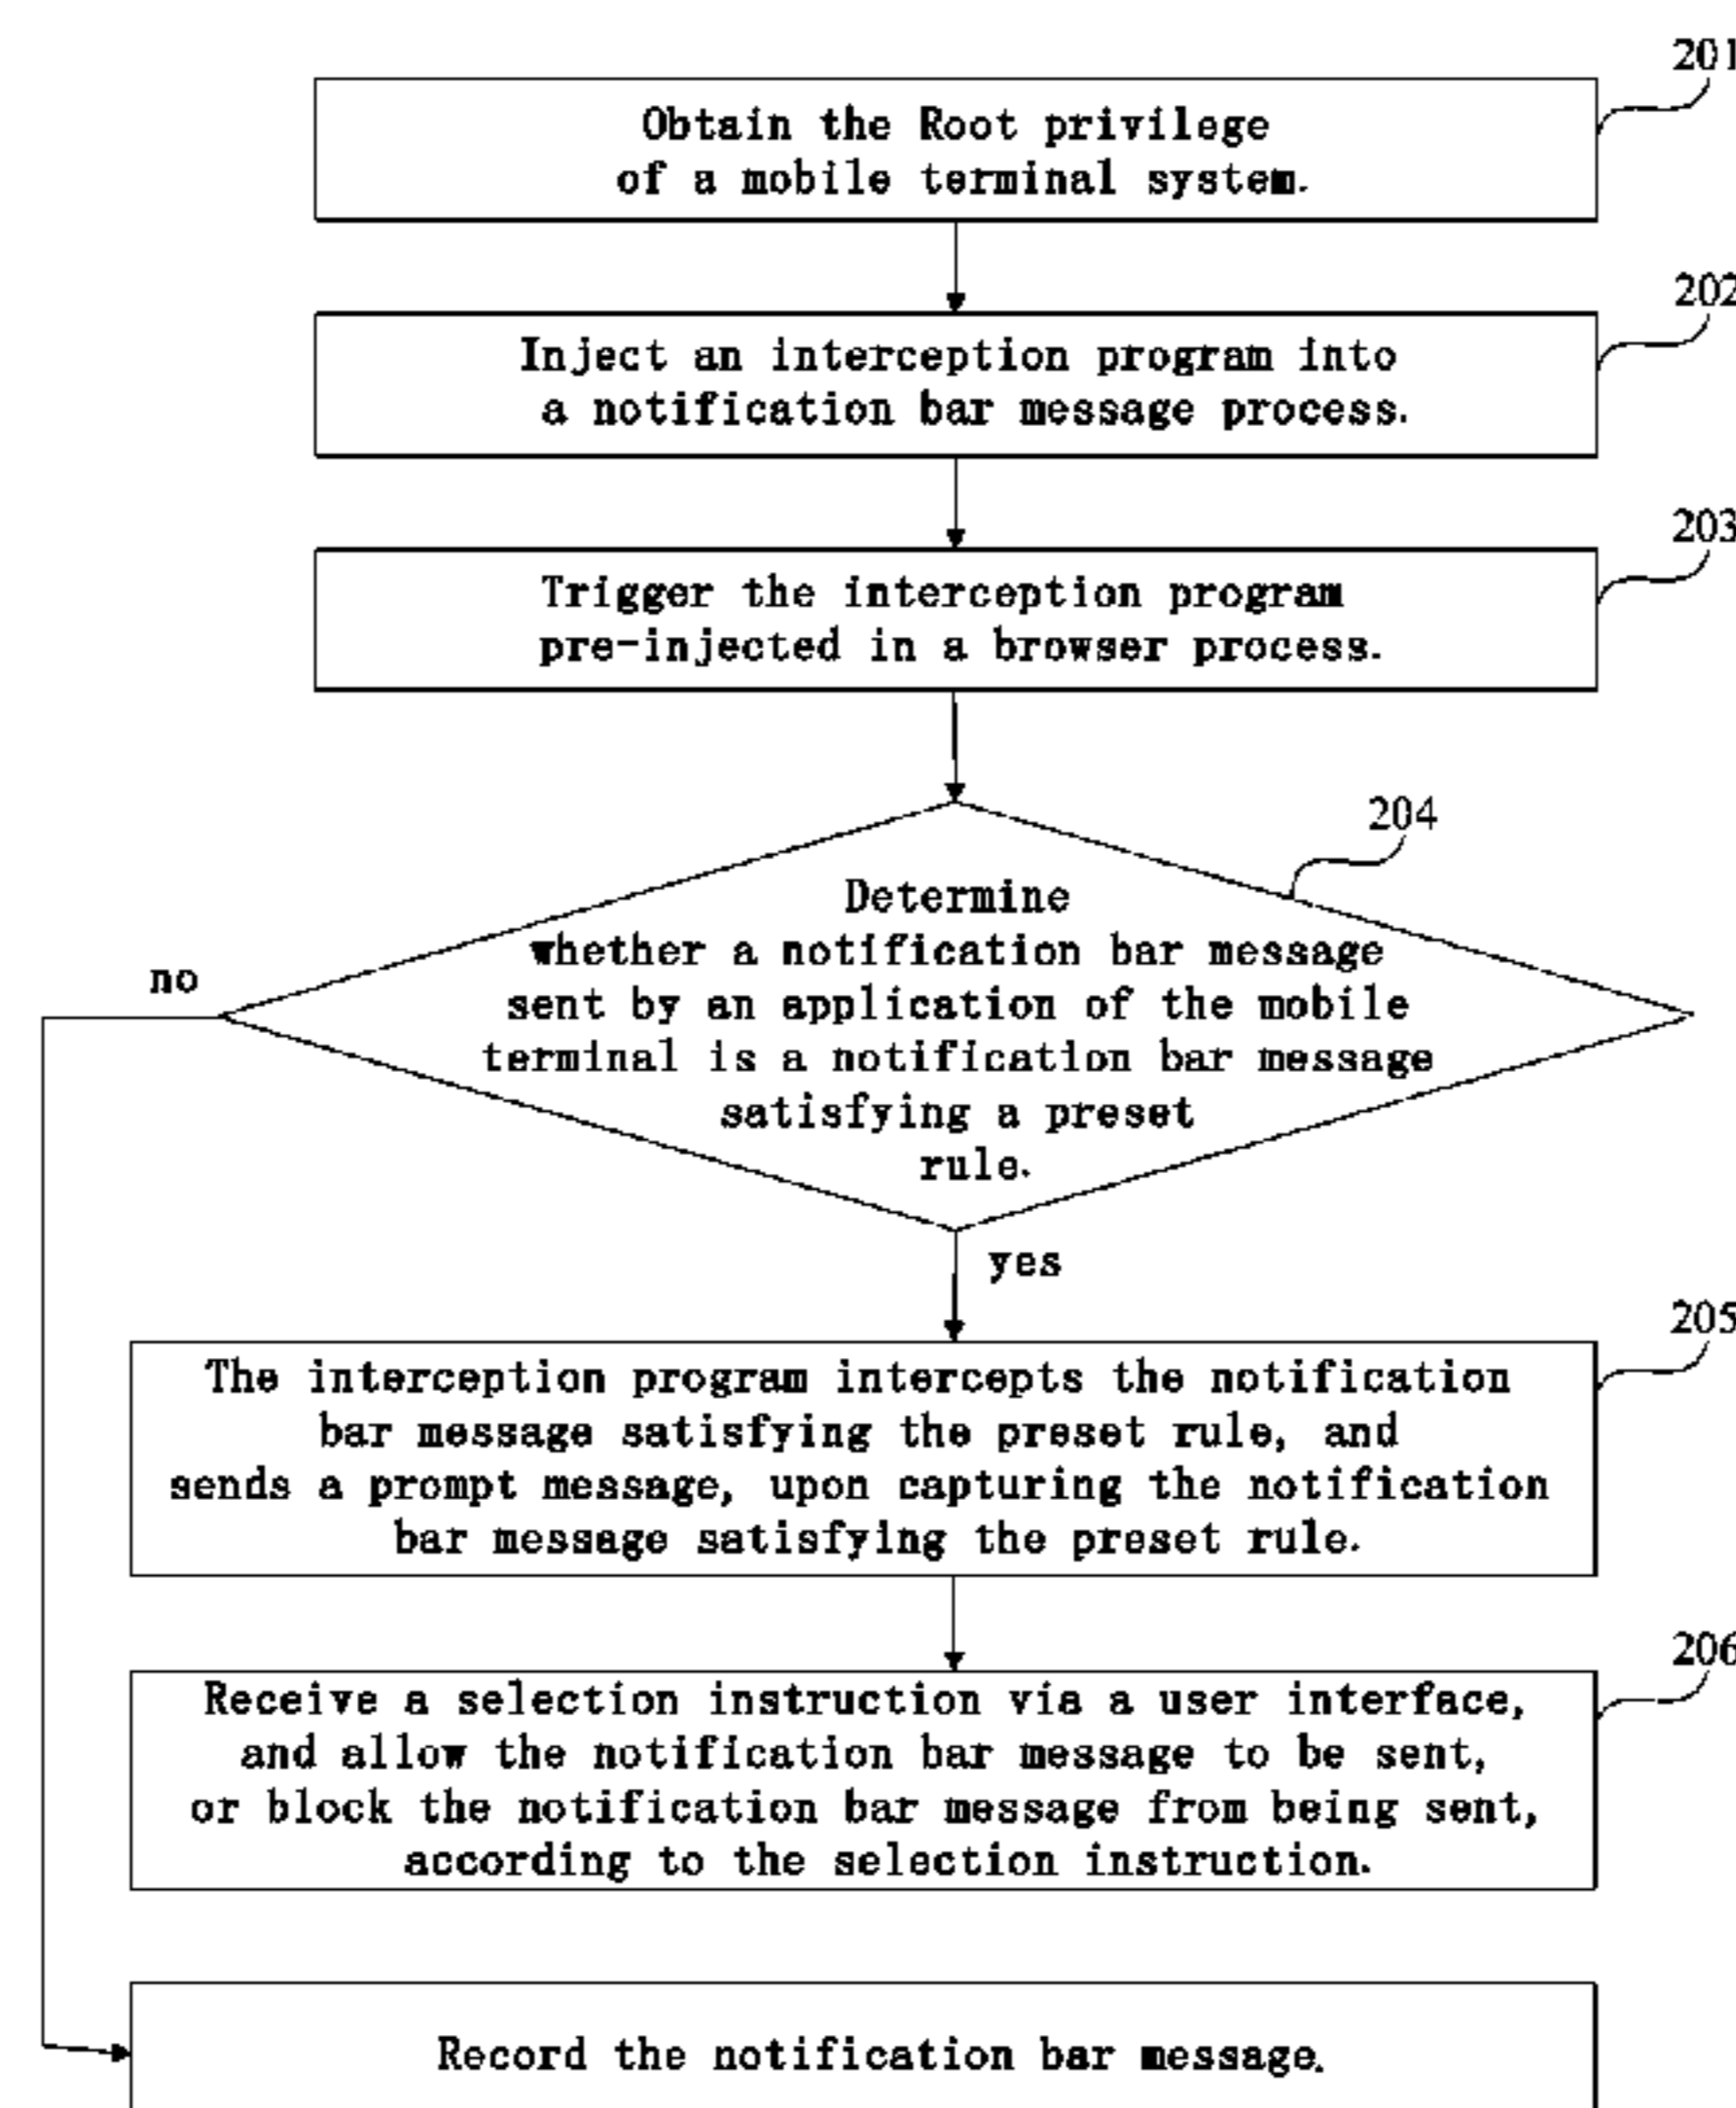 201
Obtain the Root privilege
of a mobile terminal system.
202
Inject an interception program into
a notification bar message process.
203
Trigger the interception program
pre-injected in a browser process.
204
Determine
whether a notification bar message
sent by an application of the mobile
terminal is a notification bar message
satisfying a preset
rule.
no
yes
205
The interception program intercepts the notification
bar message satisfying the preset rule, and
sends a prompt message, upon capturing the notification
bar message satisfying the preset rule.
206
Receive a selection instruction via a user interface,
and allow the notification bar message to be sent,
or block the notification bar message from being sent,
according to the selection instruction.
Record the notification bar message.